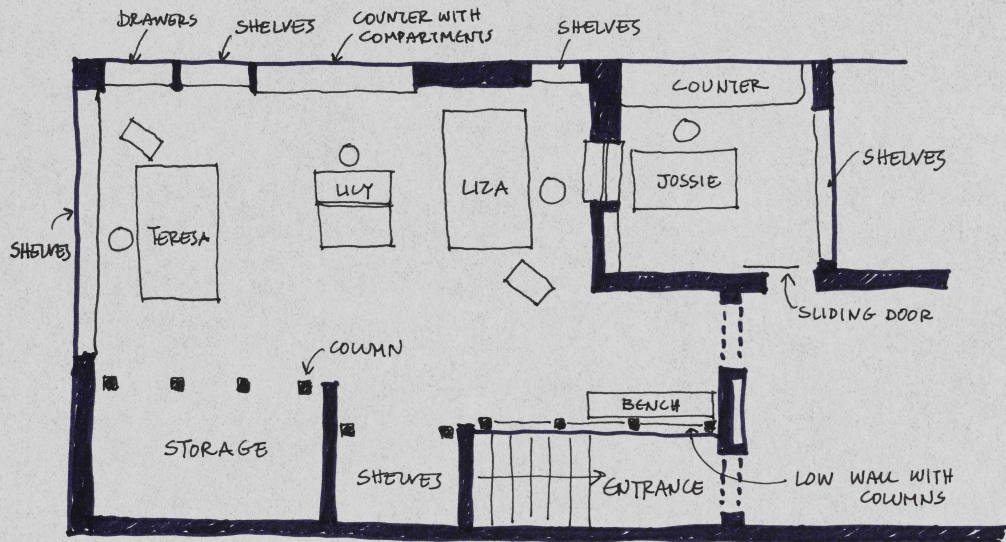 DRAWERS
SHELVES
COUNTER WITH
COMPARTMENTS
SHELVES
COUNTER
SHELVES
LILY
LIZA
JOSSIE
TERESA
SHELVES
SLIDING DOOR
COLUMN
BENCH
STORAGE
SHELVES
ENTRANCE
LOW WALL WITH
COLUMNS